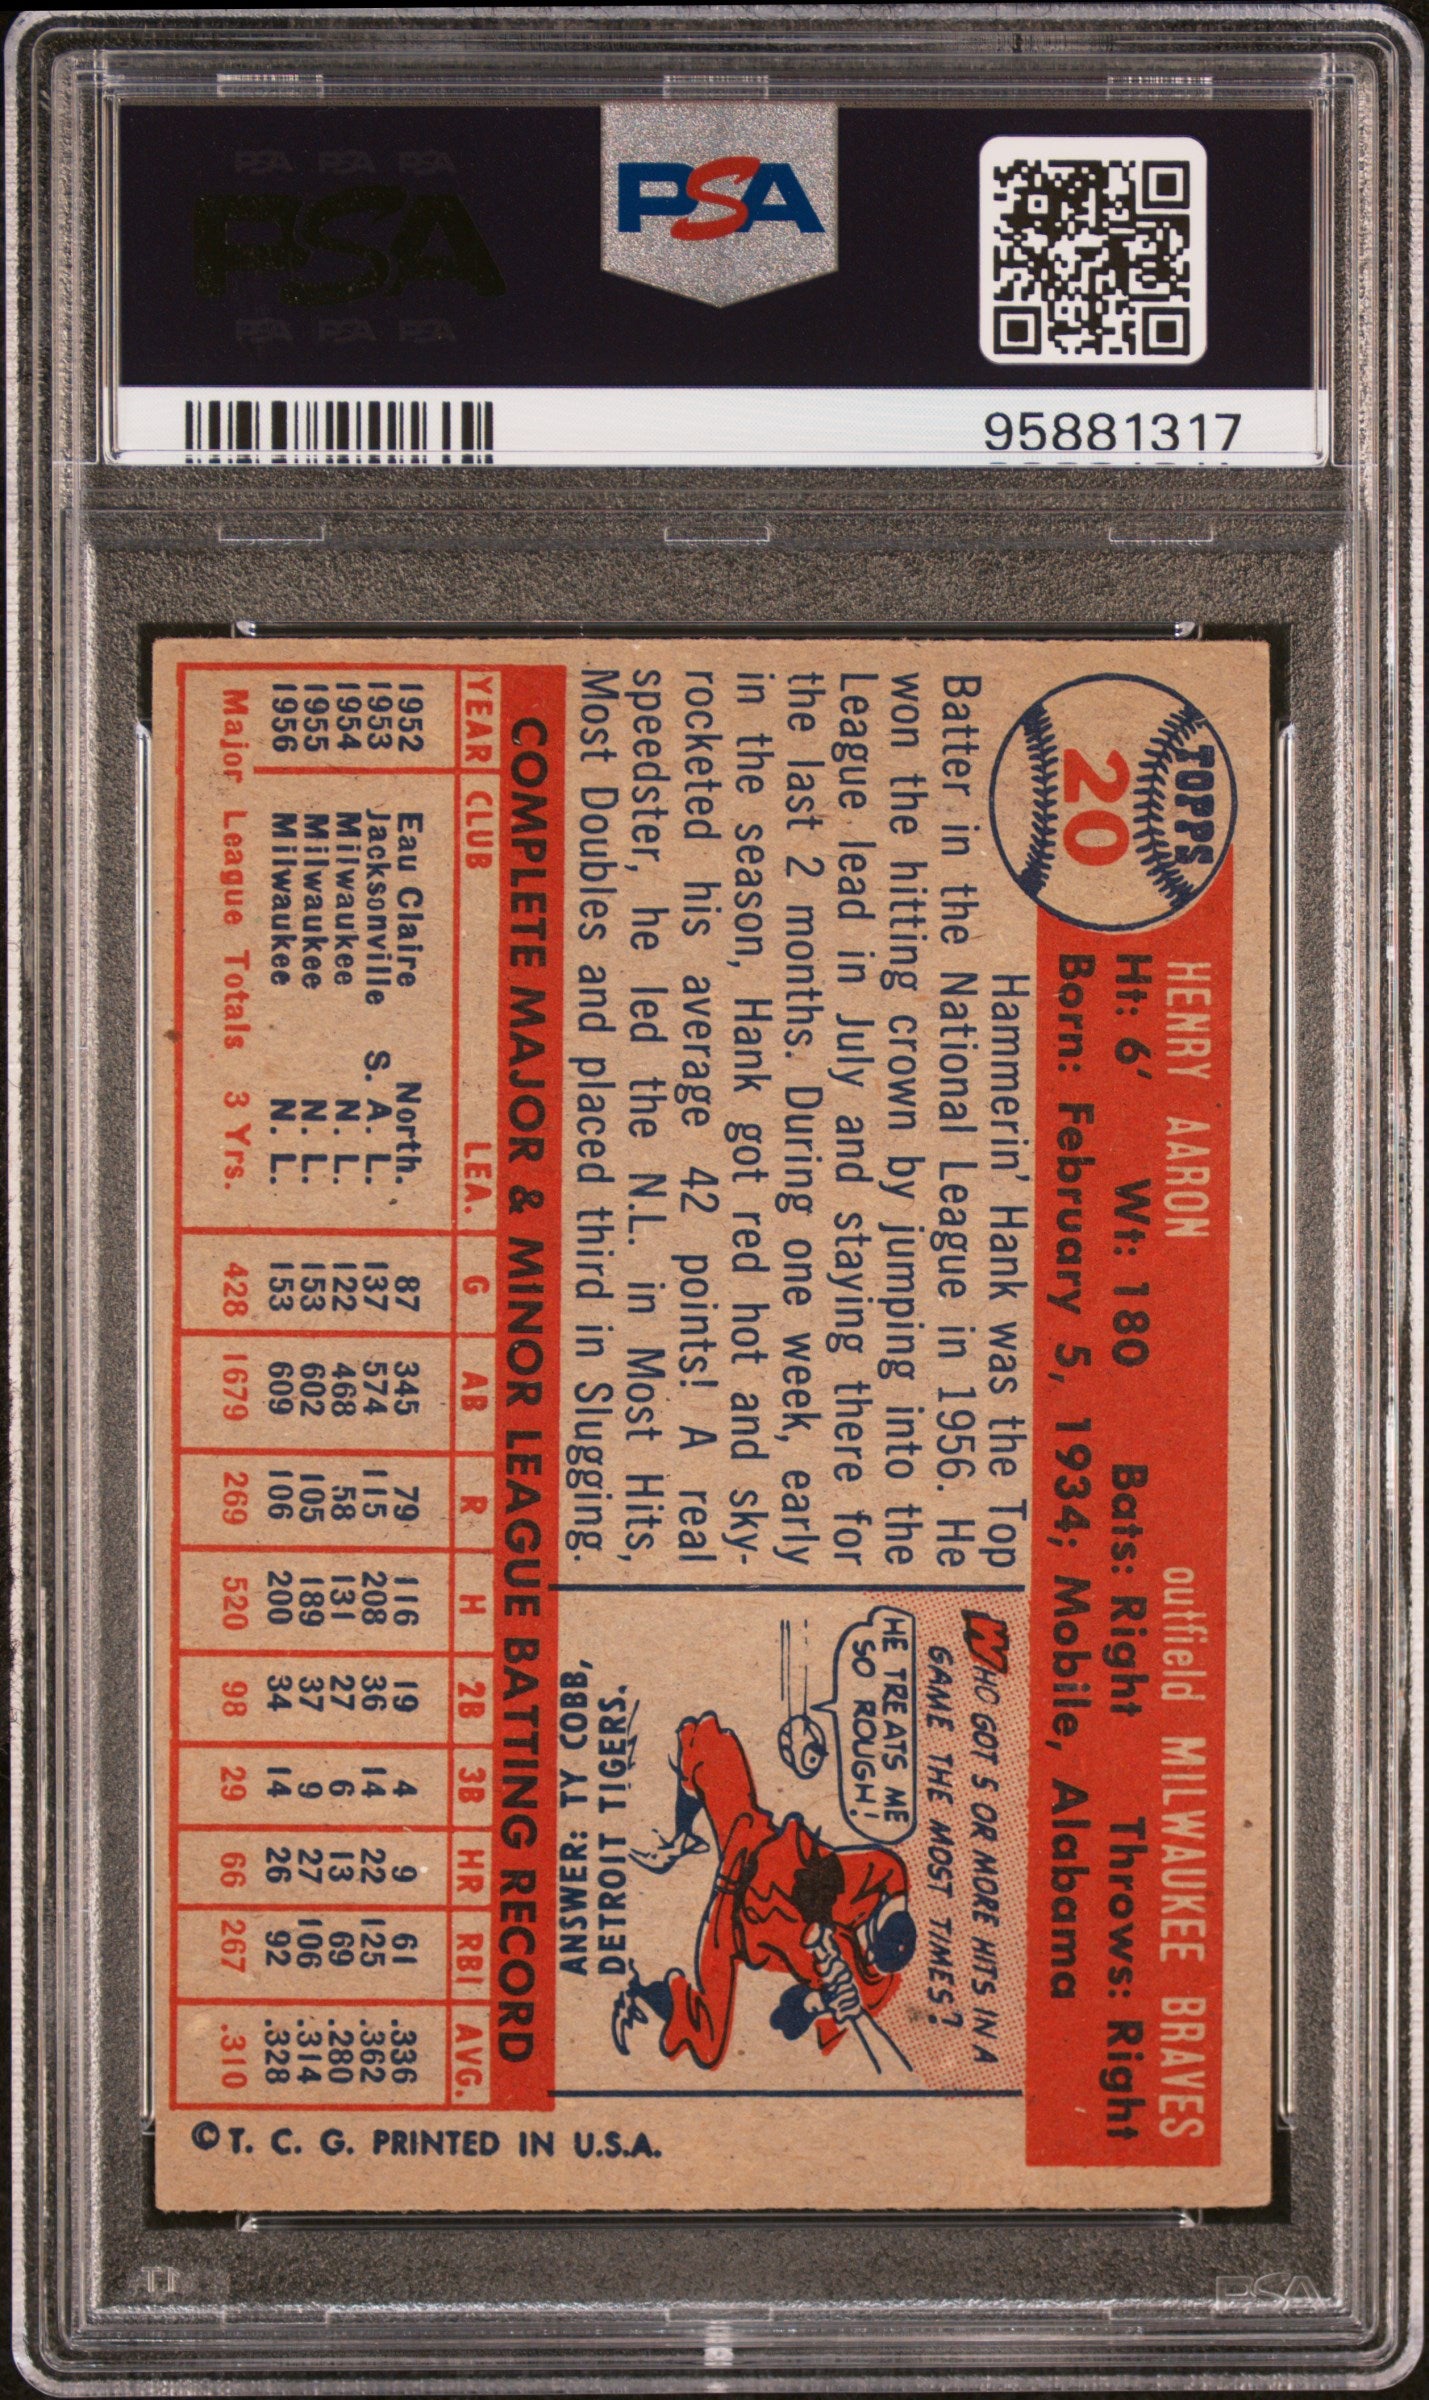 PSA PSA PSA
PSA
PSA PSA PSA
PSA
95881317
TOPPS
20
HENRY AARON outfield MILWAUKEE BRAVES
Ht: 6' Wt: 180 Bats: Right Throws: Right
Born: February 5, 1934; Mobile, Alabama
Hammerin' Hank was the Top
Batter in the National League in 1956. He
won the hitting crown by jumping into the
League lead in July and staying there for
the last 2 months. During one week, early
in the season, Hank got red hot and sky-
rocketed his average 42 points! A real
speedster, he led the N.L. in Most Hits,
Most Doubles and placed third in Slugging.
WHO GOT 5 OR MORE HITS IN A
GAME THE MOST TIMES?
HE TREATS ME
SO ROUGH!
ANSWER: TY COBB,
DETROIT TIGERS.
COMPLETE MAJOR & MINOR LEAGUE BATTING RECORD
YEAR CLUB LEA. G AB R H 2B 3B HR RBI AVG.
1952 Eau Claire North. 87 345 79 116 19 4 9 61 .336
1953 Jacksonville S. A. L. 137 574 115 208 36 14 22 125 .362
1954 Milwaukee N. L. 122 468 58 131 27 6 13 69 .280
1955 Milwaukee N. L. 153 602 105 189 37 9 27 106 .314
1956 Milwaukee N. L. 153 609 106 200 34 14 26 92 .328
Major League Totals 3 Yrs. 428 1679 269 520 98 29 66 267 .310
© T. C. G. PRINTED IN U.S.A.
PSA